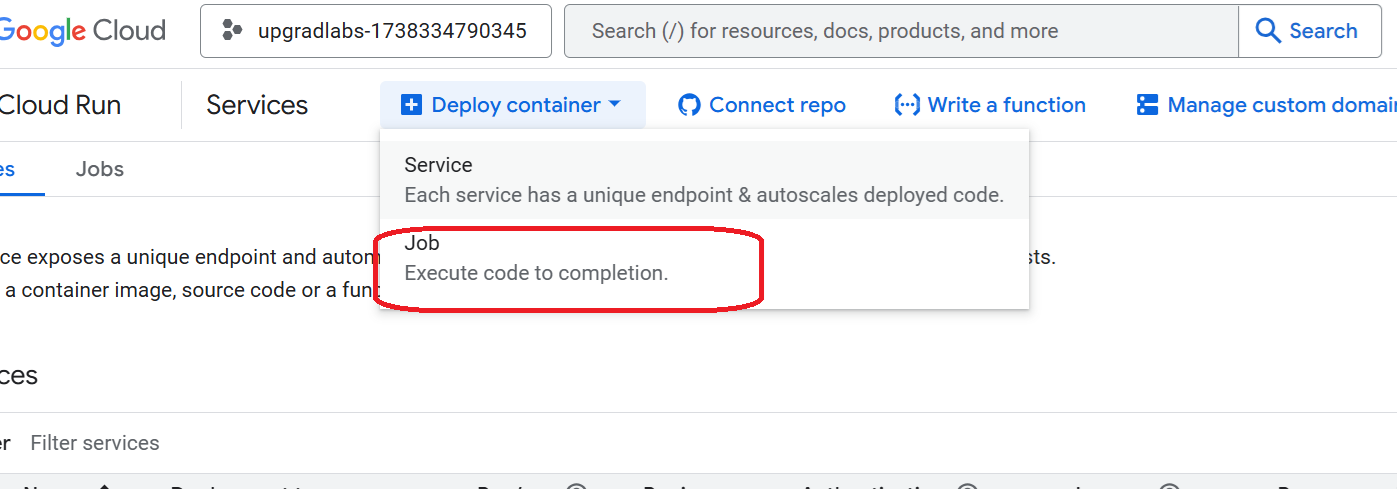 Google Cloud
upgradlabs-1738334790345
Search (/) for resources, docs, products, and more
Search
Cloud Run
Services
Deploy container
Connect repo
Write a function
Manage custom
Jobs
Service
Each service has a unique endpoint & autoscales deployed code.
Job
Execute code to completion.
ce exposes a unique endpoint and autom
sts.
a container image, source code or a fun
ces
er
Filter services